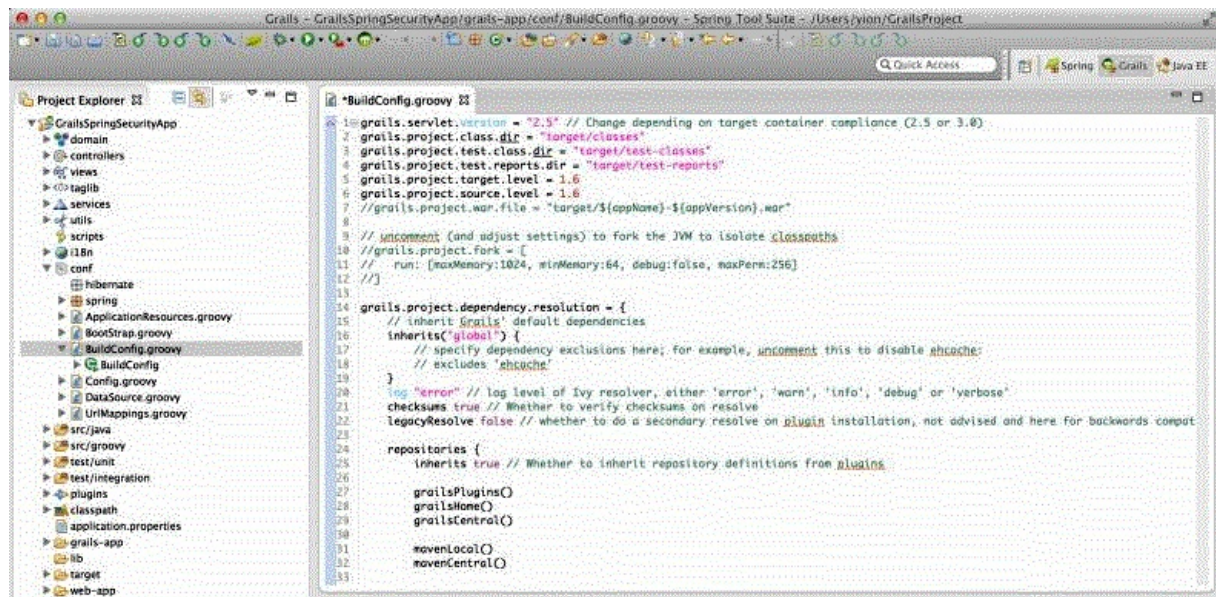 Grails - GrailsSpringSecurityApp/grails-app/conf/BuildConfig.groovy - Spring Tool Suite - /Users/yion/GrailsProject
Quick Access
Spring Grails Java EE
Project Explorer
GrailsSpringSecurityApp
domain
controllers
views
taglib
services
utils
scripts
i18n
conf
hibernate
spring
ApplicationResources.groovy
BootStrap.groovy
BuildConfig.groovy
BuildConfig
Config.groovy
DataSource.groovy
UrlMappings.groovy
src/java
src/groovy
test/unit
test/integration
plugins
classpath
application.properties
grails-app
lib
target
web-app
*BuildConfig.groovy
1 grails.servlet.version = "2.5" // Change depending on target container compliance (2.5 or 3.0)
2 grails.project.class.dir = "target/classes"
3 grails.project.test.class.dir = "target/test-classes"
4 grails.project.test.reports.dir = "target/test-reports"
5 grails.project.target.level = 1.6
6 grails.project.source.level = 1.6
7 //grails.project.war.file = "target/${appName}-${appVersion}.war"
8
9 // uncomment (and adjust settings) to fork the JVM to isolate classpaths
10 //grails.project.fork = [
11 // run: [maxMemory:1024, minMemory:64, debug:false, maxPerm:256]
12 //]
13
14 grails.project.dependency.resolution = {
15 // inherit Grails' default dependencies
16 inherits("global") {
17 // specify dependency exclusions here; for example, uncomment this to disable ehcache:
18 // excludes 'ehcache'
19 }
20 log "error" // log level of Ivy resolver, either 'error', 'warn', 'info', 'debug' or 'verbose'
21 checksums true // Whether to verify checksums on resolve
22 legacyResolve false // whether to do a secondary resolve on plugin installation, not advised and here for backwards compat
23
24 repositories {
25 inherits true // Whether to inherit repository definitions from plugins
26
27 grailsPlugins()
28 grailsHome()
29 grailsCentral()
30
31 mavenLocal()
32 mavenCentral()
33